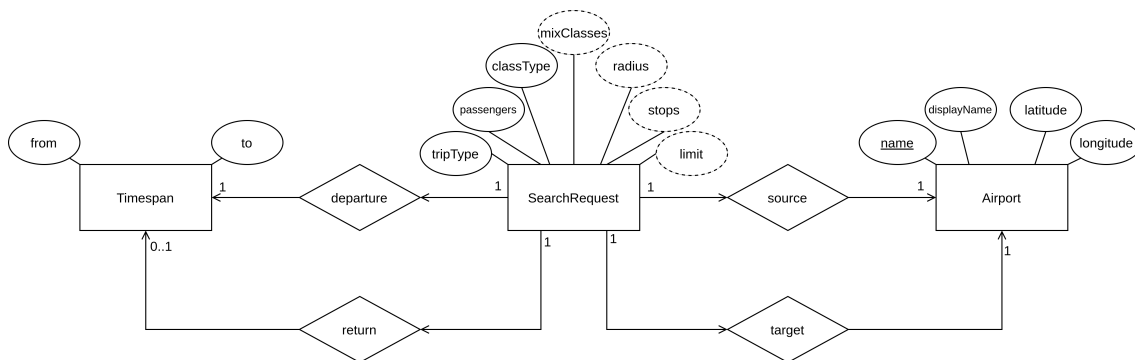 mixClasses
classType
radius
passengers
stops
displayName
latitude
from
to
tripType
limit
name
longitude
Timespan
1
departure
1
SearchRequest
1
source
1
Airport
0..1
1
1
1
return
target